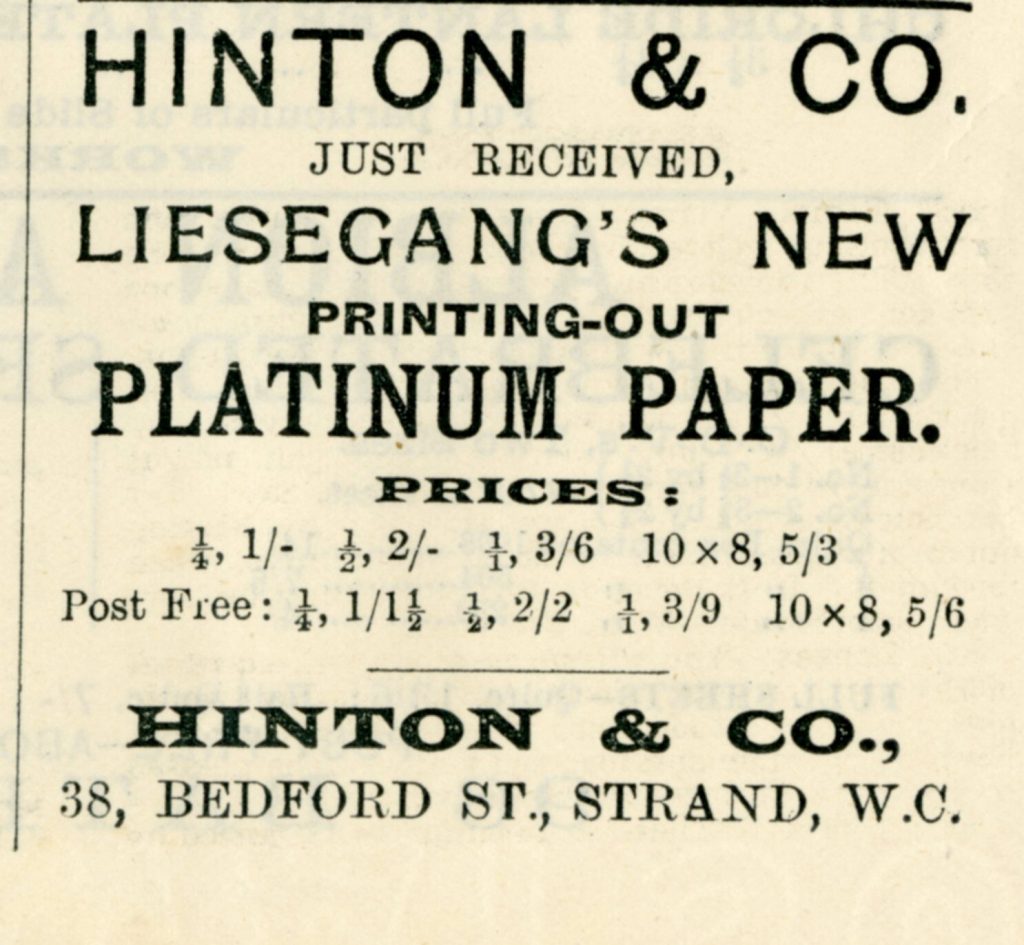 HINTON & CO.
JUST RECEIVED,
LIESEGANG'S NEW
PRINTING-OUT
PLATINUM PAPER.
PRICES:
¼, 1/- ½, 2/- 1/1, 3/6 10 x 8, 5/3
Post Free: ¼, 1/1½ ½, 2/2 1/1, 3/9 10 x 8, 5/6
HINTON & CO.,
38, BEDFORD ST., STRAND, W.C.